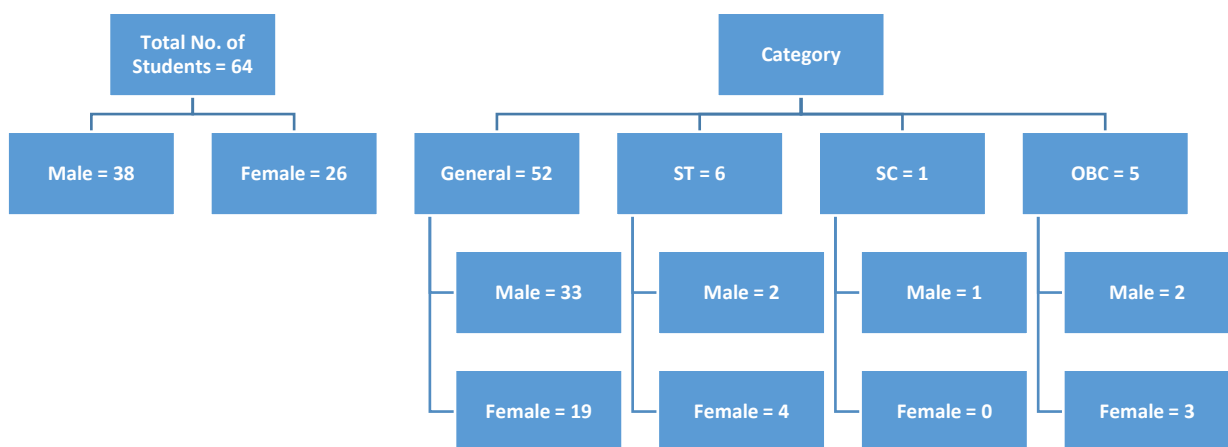 Total No. of
Students = 64
Category
Male = 38
Female = 26
General = 52
ST = 6
SC = 1
OBC = 5
Male = 33
Male = 2
Male = 1
Male = 2
Female = 19
Female = 4
Female = 0
Female = 3